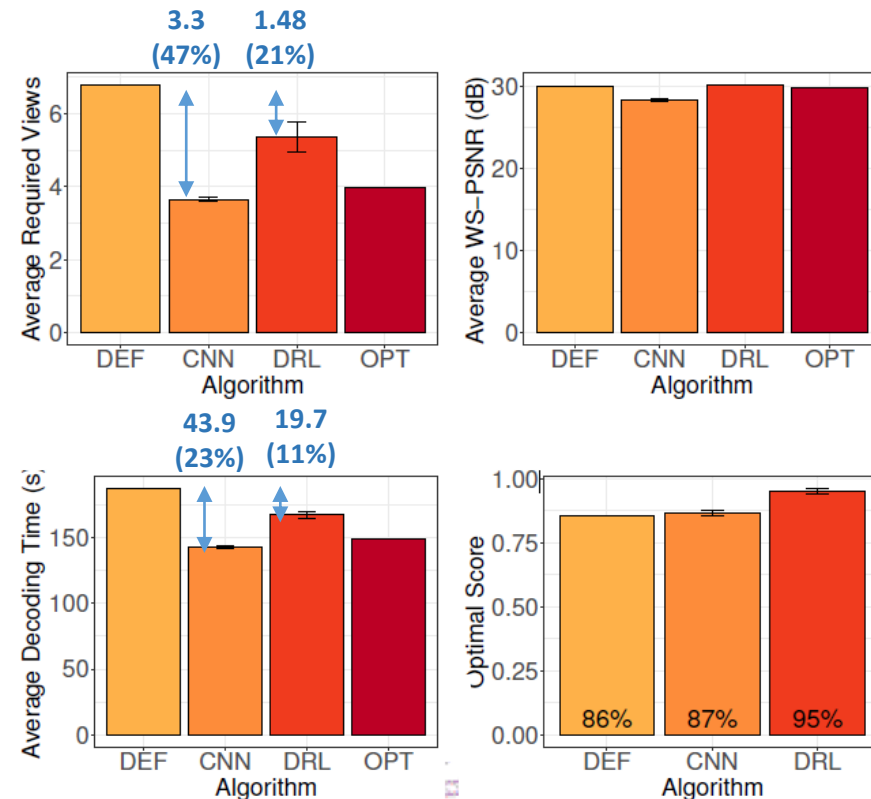 3.3 1.48
(47%) (21%)
Average Required Views
6
4
2
0
DEF CNN DRL OPT
Algorithm
Average WS-PSNR (dB)
30
20
10
0
DEF CNN DRL OPT
Algorithm
43.9 19.7
(23%) (11%)
Average Decoding Time (s)
150
100
50
0
DEF CNN DRL OPT
Algorithm
Optimal Score
1.00
0.75
0.50
0.25
0.00
86% 87% 95%
DEF CNN DRL
Algorithm